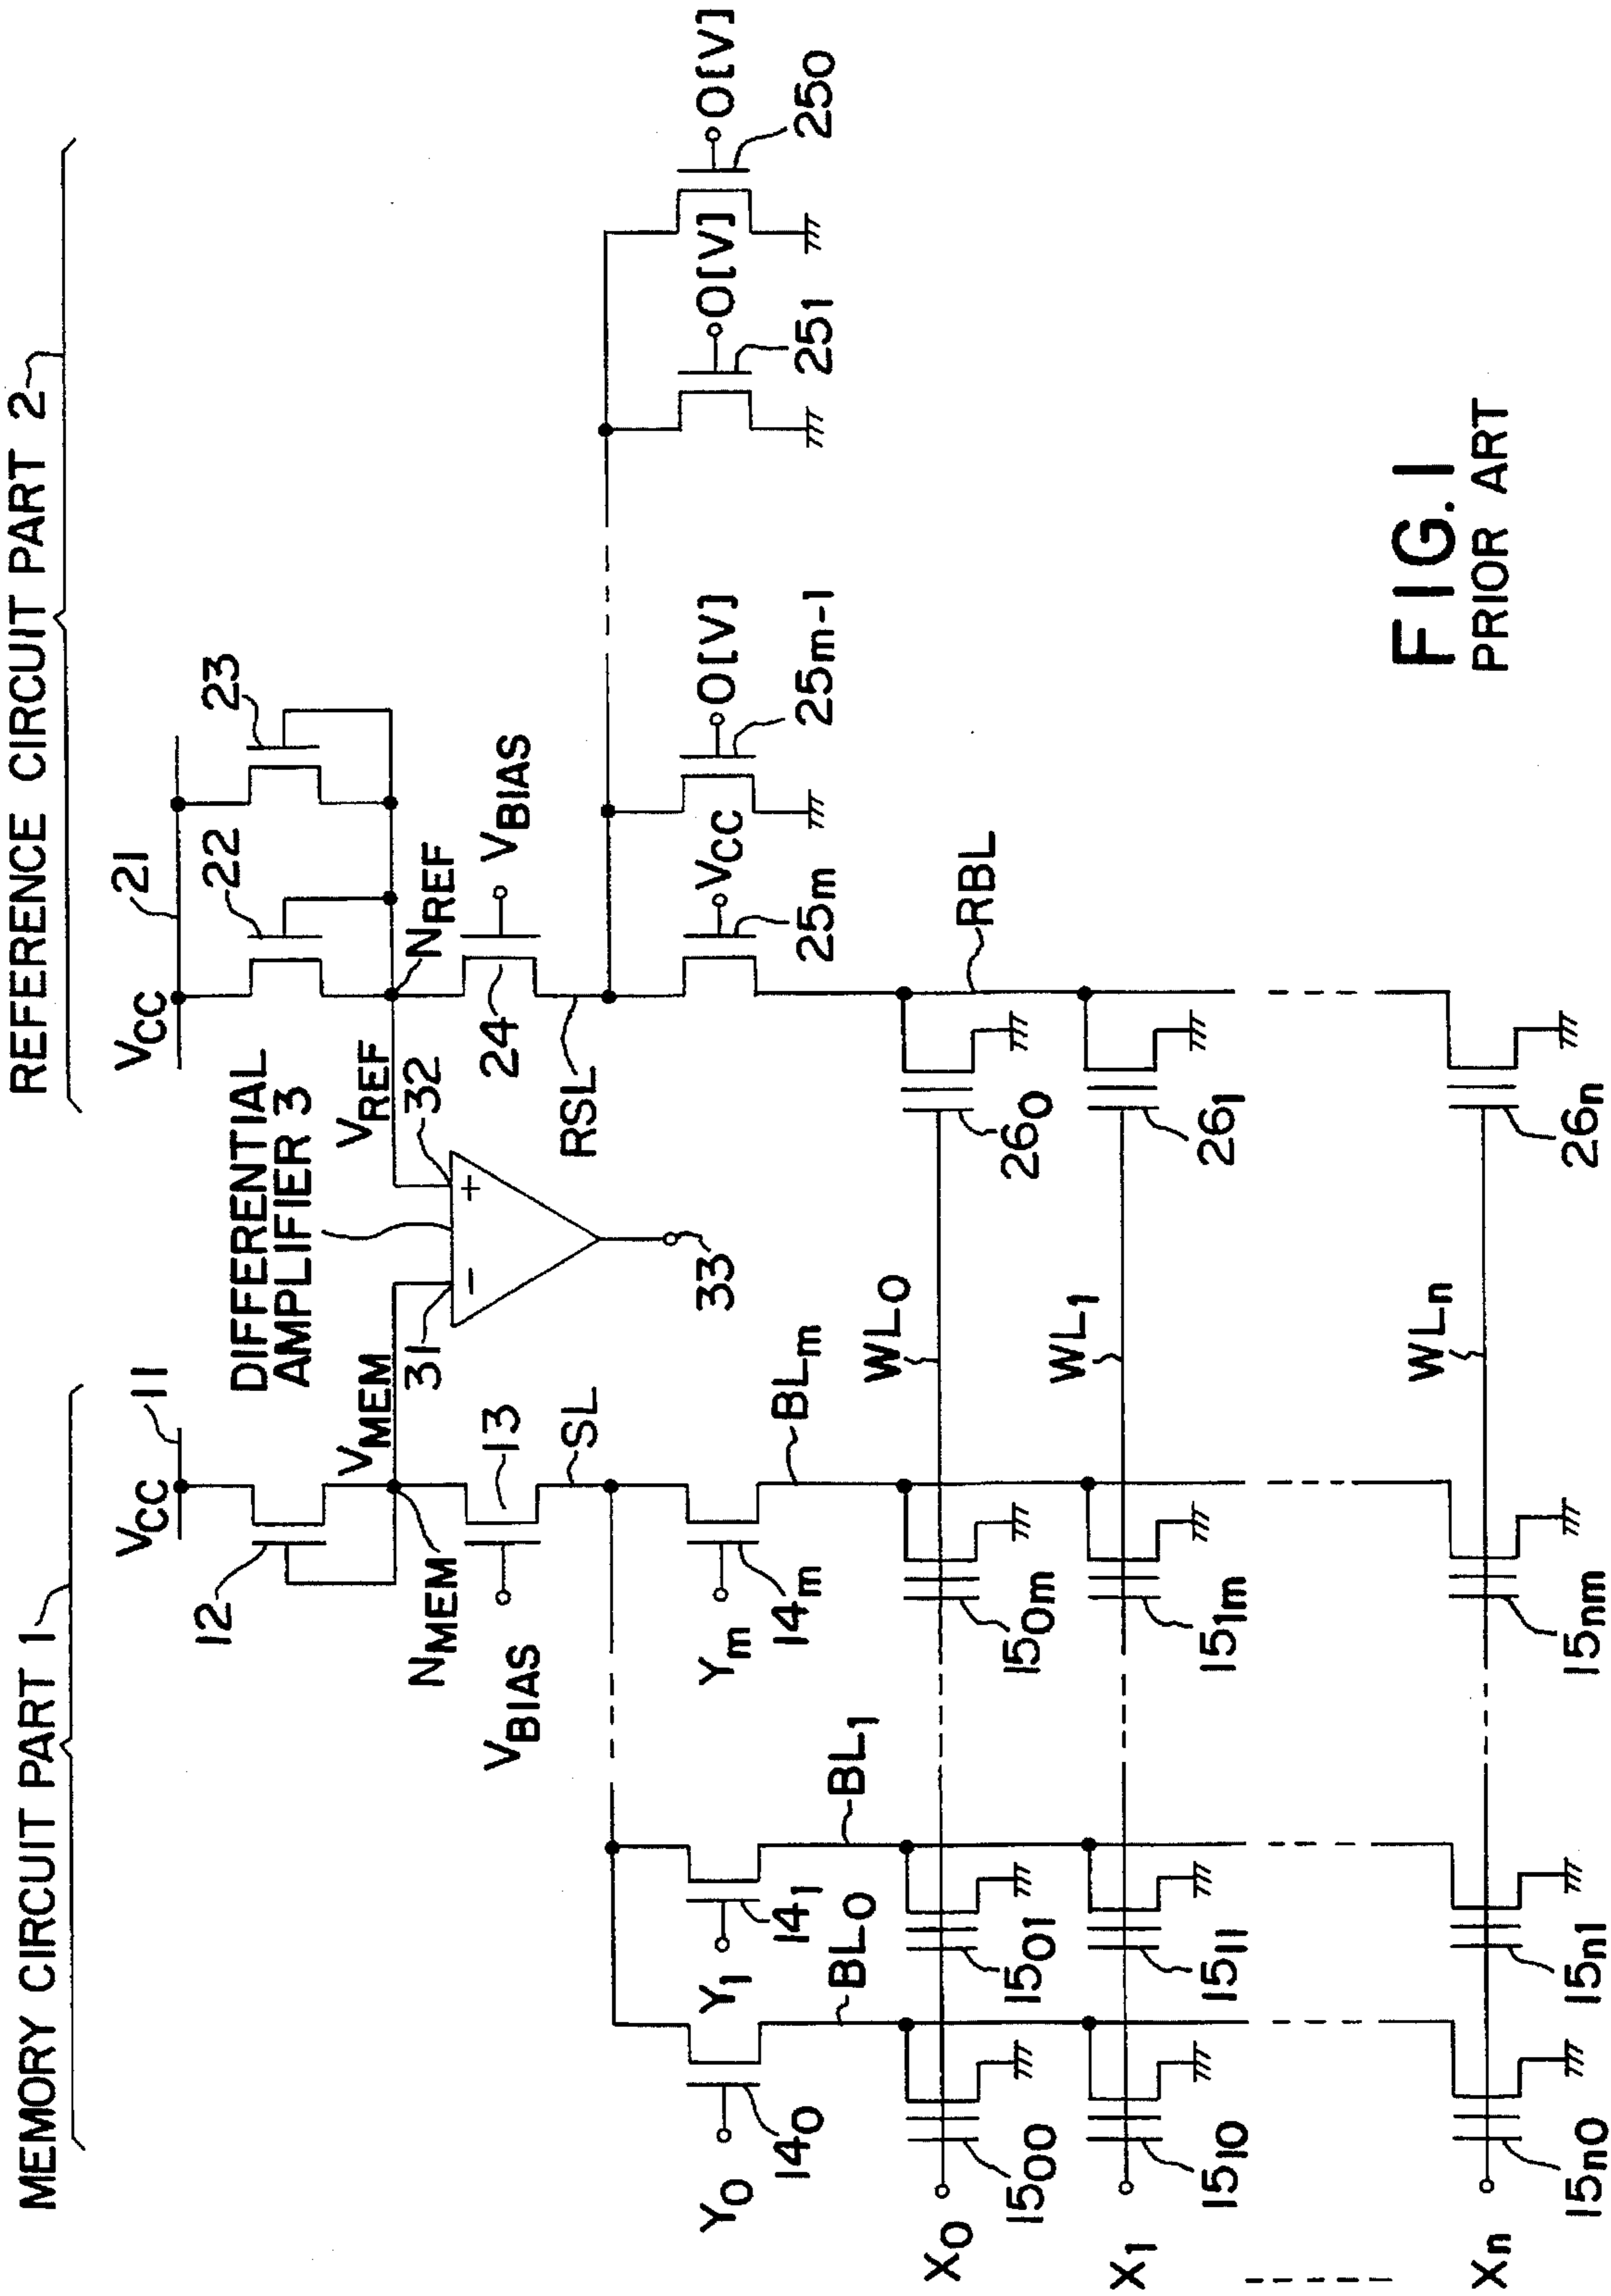 MEMORY CIRCUIT PART 1
REFERENCE CIRCUIT PART 2
VCC 11
VCC 21
12
DIFFERENTIAL
AMPLIFIER 3
22
23
VMEM
VREF
NMEM
31
32
NREF
VBIAS
13
24
VBIAS
SL
33
RSL
Y0
140
Y1
141
Ym
14m
25m
VCC
25m-1
O[V]
251
O[V]
250
O[V]
BL0
BL1
BLm
RBL
X0
1500
1501
150m
WL0
260
X1
1510
1511
151m
WL1
261
Xn
15n0
15n1
15nm
WLn
26n
FIG. 1
PRIOR ART